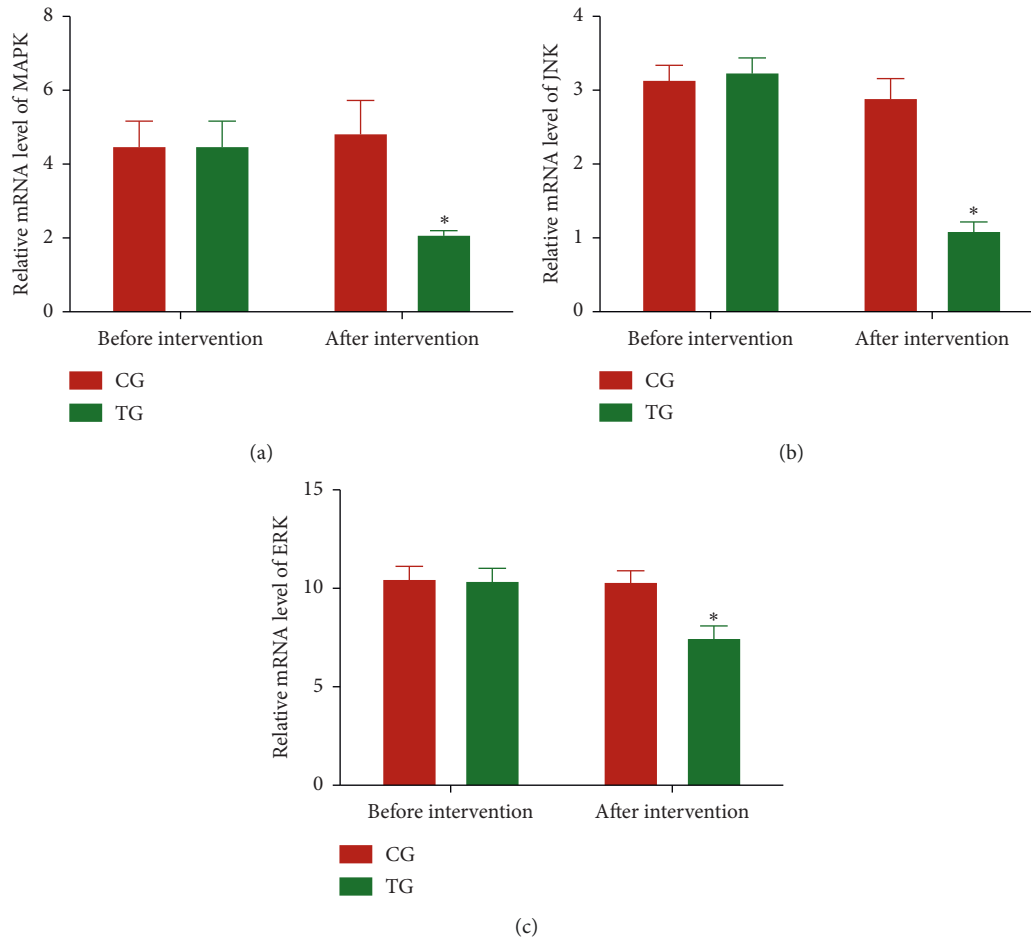 Relative mRNA level of MAPK
8
6
4
2
0
*
Before intervention After intervention
CG
TG
(a)
Relative mRNA level of JNK
4
3
2
1
0
*
Before intervention After intervention
CG
TG
(b)
Relative mRNA level of ERK
15
10
5
0
*
Before intervention After intervention
CG
TG
(c)